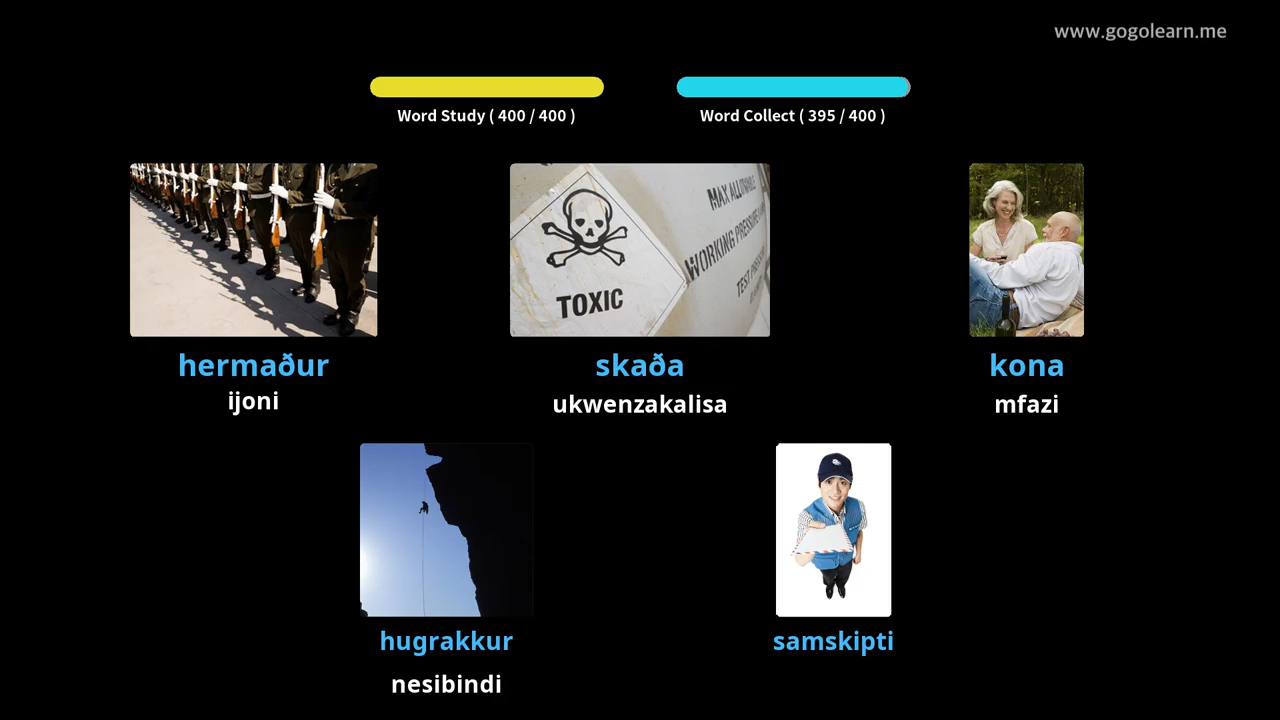 www.gogolearn.me
Word Study ( 400 / 400 )
Word Collect ( 395 / 400 )
MAX ALLOWABLE
WORKING PRESSURE
TEST PRESSURE
TOXIC
hermaður
skaða
kona
ijoni
ukwenzakalisa
mfazi
hugrakkur
samskipti
nesibindi